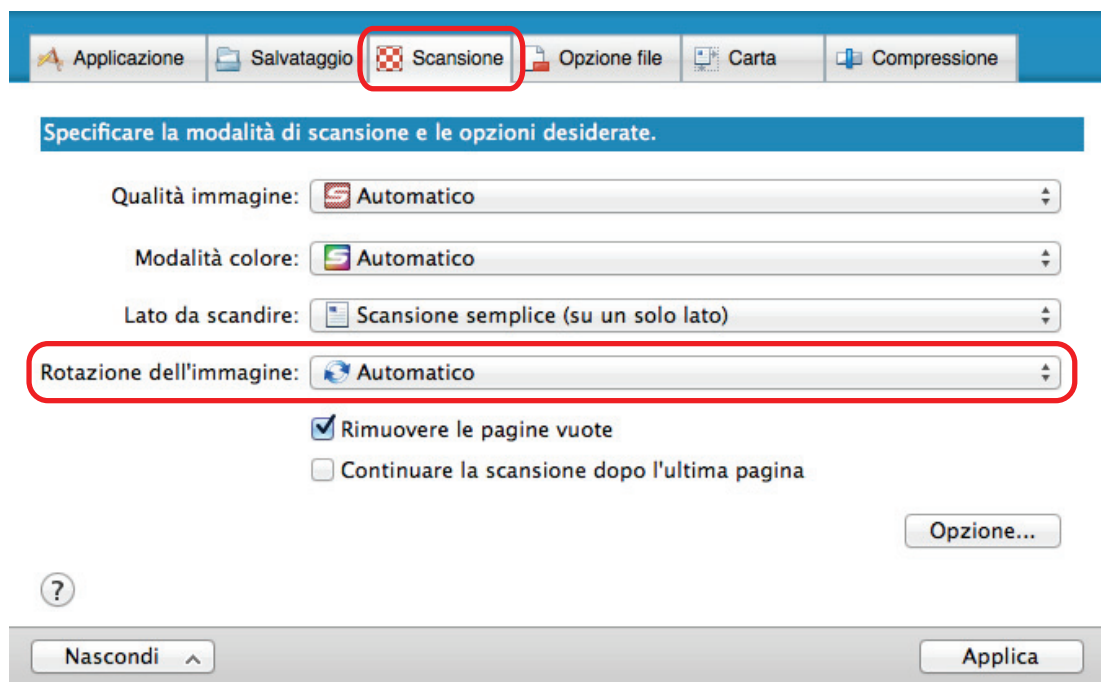 Applicazione Salvataggio Scansione Opzione file Carta Compressione
Specificare la modalità di scansione e le opzioni desiderate.
Qualità immagine: Automatico
Modalità colore: Automatico
Lato da scandire: Scansione semplice (su un solo lato)
Rotazione dell'immagine: Automatico
Rimuovere le pagine vuote
Continuare la scansione dopo l'ultima pagina
Opzione...
?
Nascondi Applica